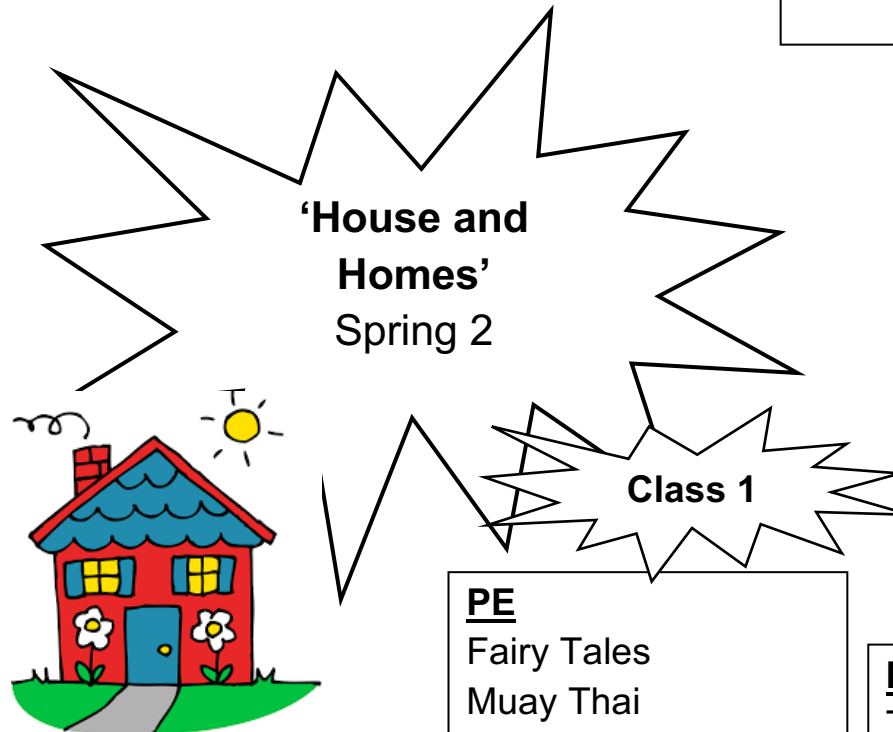 ‘House and
Homes’
Spring 2
Class 1
PE
Fairy Tales
Muay Thai